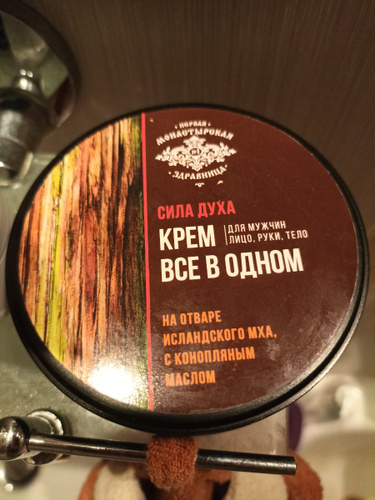 ПЕРВАЯ
МОНАСТЫРСКАЯ
ЗДРАВНИЦА
СИЛА ДУХА
КРЕМ
ДЛЯ МУЖЧИН
ЛИЦО, РУКИ, ТЕЛО
ВСЕ В ОДНОМ
НА ОТВАРЕ
ИСЛАНДСКОГО МХА,
С КОНОПЛЯНЫМ
МАСЛОМ